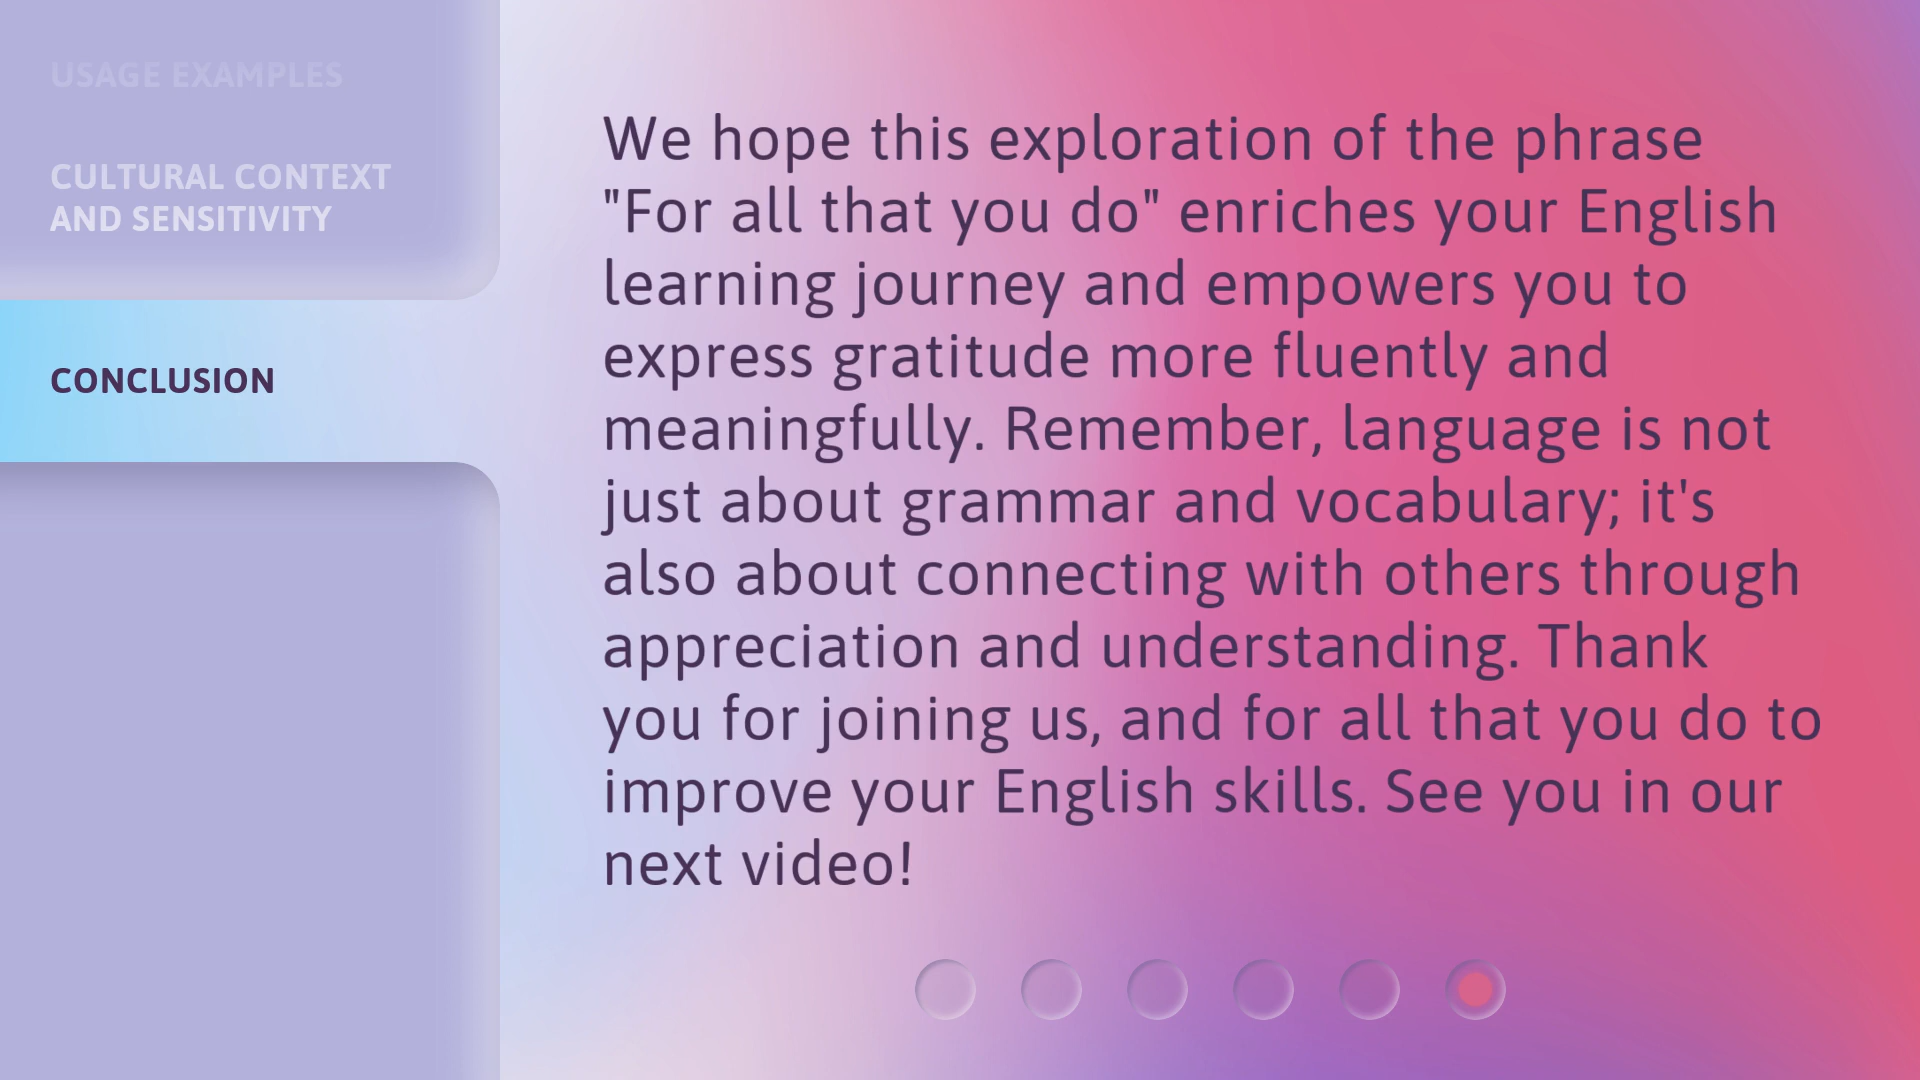 USAGE EXAMPLES
CULTURAL CONTEXT
AND SENSITIVITY
CONCLUSION
We hope this exploration of the phrase
"For all that you do" enriches your English
learning journey and empowers you to
express gratitude more fluently and
meaningfully. Remember, language is not
just about grammar and vocabulary; it's
also about connecting with others through
appreciation and understanding. Thank
you for joining us, and for all that you do to
improve your English skills. See you in our
next video!